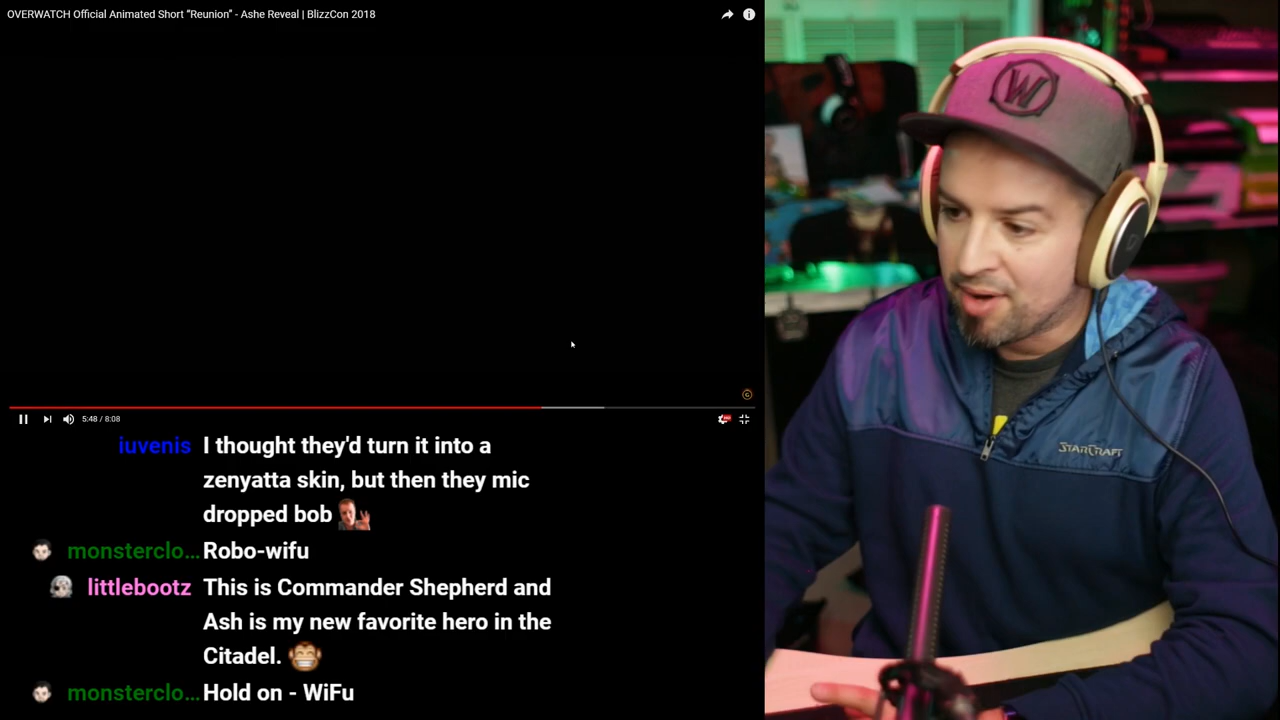 OVERWATCH Official Animated Short “Reunion” - Ashe Reveal | BlizzCon 2018
W
5:48 / 8:08
iuvenis I thought they'd turn it into a
zenyatta skin, but then they mic
dropped bob
monsterclo... Robo-wifu
littlebootz This is Commander Shepherd and
Ash is my new favorite hero in the
Citadel.
monsterclo... Hold on - WiFu
STARCRAFT